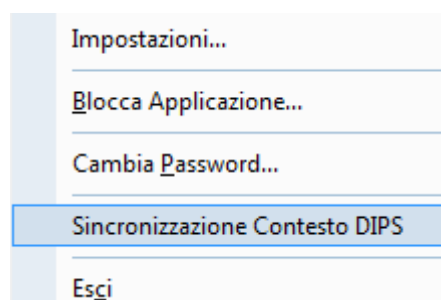 Impostazioni...
Blocca Applicazione...
Cambia Password...
Sincronizzazione Contesto DIPS
Esci